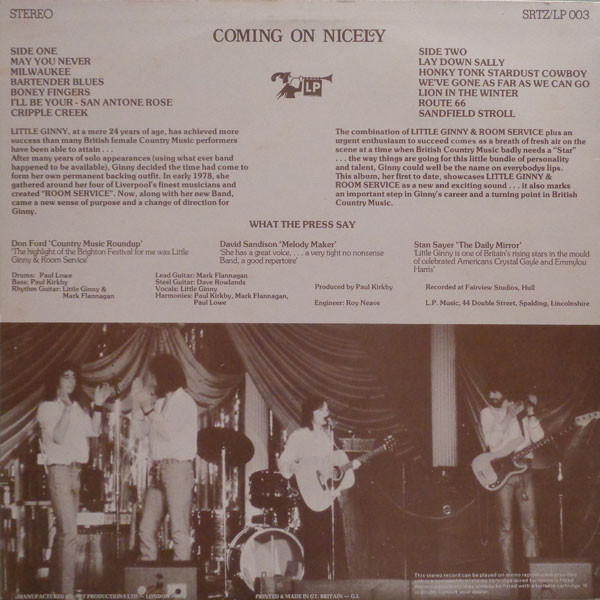 STEREO
SRTZ/LP 003
COMING ON NICELY
SIDE ONE
MAY YOU NEVER
MILWAUKEE
BARTENDER BLUES
BONEY FINGERS
I'LL BE YOUR - SAN ANTONE ROSE
CRIPPLE CREEK
LP
SIDE TWO
LAY DOWN SALLY
HONKY TONK STARDUST COWBOY
WE'VE GONE AS FAR AS WE CAN GO
LION IN THE WINTER
ROUTE 66
SANDFIELD STROLL
LITTLE GINNY, at a mere 24 years of age, has achieved more
success than many British female Country Music performers
have been able to attain . . .
After many years of solo appearances (using what ever band
happened to be available), Ginny decided the time had come to
form her own permanent backing outfit. In early 1978, she
gathered around her four of Liverpool's finest musicians and
created "ROOM SERVICE". Now, along with her new Band,
came a new sense of purpose and a change of direction for
Ginny.
The combination of LITTLE GINNY & ROOM SERVICE plus an
urgent enthusiasm to succeed comes as a breath of fresh air on the
scene at a time when British Country Music badly needs a "Star"
. . . the way things are going for this little bundle of personality
and talent, Ginny could well be the name on everybodys lips.
This album, her first to date, showcases LITTLE GINNY &
ROOM SERVICE as a new and exciting sound . . . it also marks
an important step in Ginny's career and a turning point in British
Country Music.
WHAT THE PRESS SAY
Don Ford 'Country Music Roundup'
'The highlight of the Brighton Festival for me was Little
Ginny & Room Service'
David Sandison 'Melody Maker'
'She has a great voice, . . . a very tight no nonsense
Band, a good repertoire'
Stan Sayer 'The Daily Mirror'
'Little Ginny is one of Britain's rising stars in the mould
of celebrated Americans Crystal Gayle and Emmylou
Harris'
Drums: Paul Lowe
Bass: Paul Kirkby
Rhythm Guitar: Little Ginny &
Mark Flannagan
Lead Guitar: Mark Flannagan
Steel Guitar: Dave Rowlands
Vocals: Little Ginny
Harmonies: Paul Kirkby, Mark Flannagan,
Paul Lowe
Produced by Paul Kirkby
Engineer: Roy Neave
Recorded at Fairview Studios, Hull
L.P. Music, 44 Double Street, Spalding, Lincolnshire
This stereo record can be played on mono reproducers provided
MANUFACTURED PRODUCTIONS LTD — LONDON
PRINTED & MADE IN GT. BRITAIN — G.I.